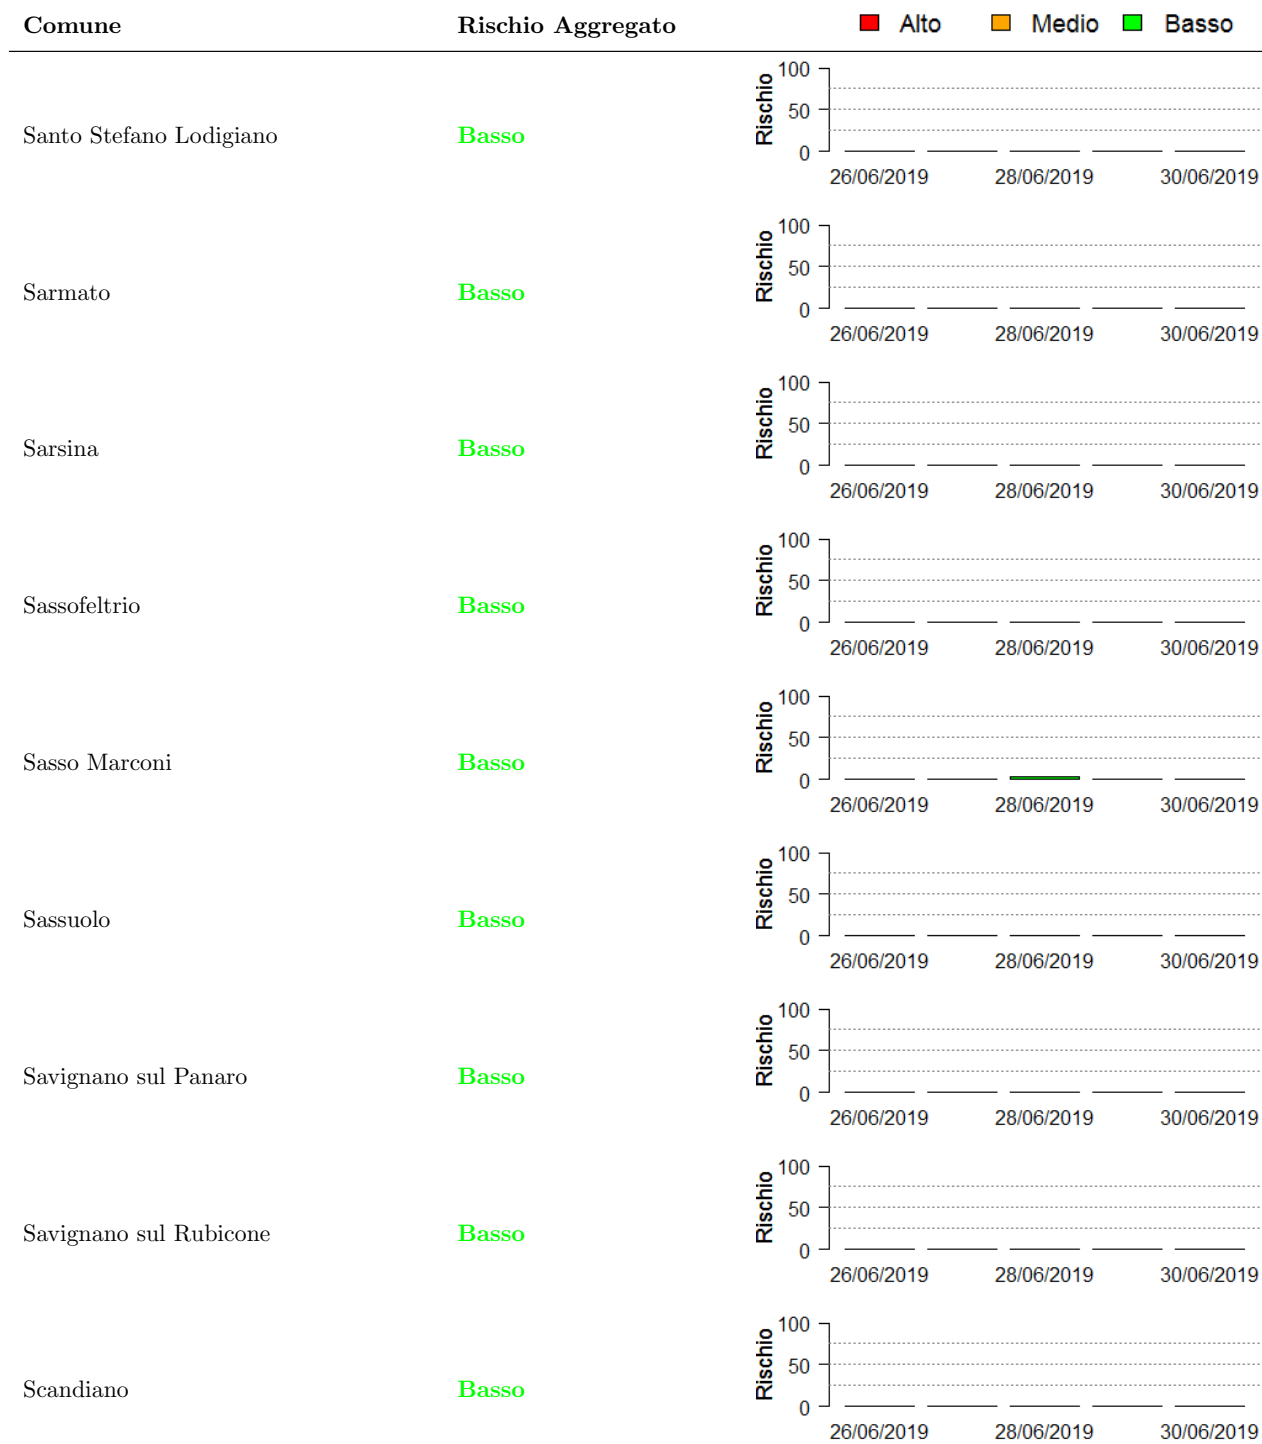 Comune Rischio Aggregato Alto Medio Basso
Santo Stefano Lodigiano Basso Rischio 100 50 0
26/06/2019 28/06/2019 30/06/2019
Sarmato Basso Rischio 100 50 0
26/06/2019 28/06/2019 30/06/2019
Sarsina Basso Rischio 100 50 0
26/06/2019 28/06/2019 30/06/2019
Sassofeltrio Basso Rischio 100 50 0
26/06/2019 28/06/2019 30/06/2019
Sasso Marconi Basso Rischio 100 50 0
26/06/2019 28/06/2019 30/06/2019
Sassuolo Basso Rischio 100 50 0
26/06/2019 28/06/2019 30/06/2019
Savignano sul Panaro Basso Rischio 100 50 0
26/06/2019 28/06/2019 30/06/2019
Savignano sul Rubicone Basso Rischio 100 50 0
26/06/2019 28/06/2019 30/06/2019
Scandiano Basso Rischio 100 50 0
26/06/2019 28/06/2019 30/06/2019